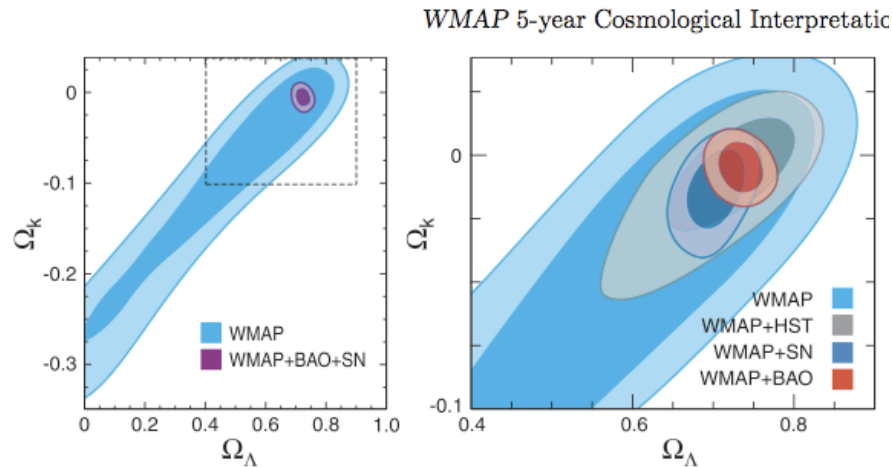 WMAP 5-year Cosmological Interpretatio
0
-0.1
-0.2
-0.3
Ωk
0 0.2 0.4 0.6 0.8 1.0
ΩΛ
WMAP
WMAP+BAO+SN
0
-0.1
Ωk
0.4 0.6 0.8
ΩΛ
WMAP
WMAP+HST
WMAP+SN
WMAP+BAO